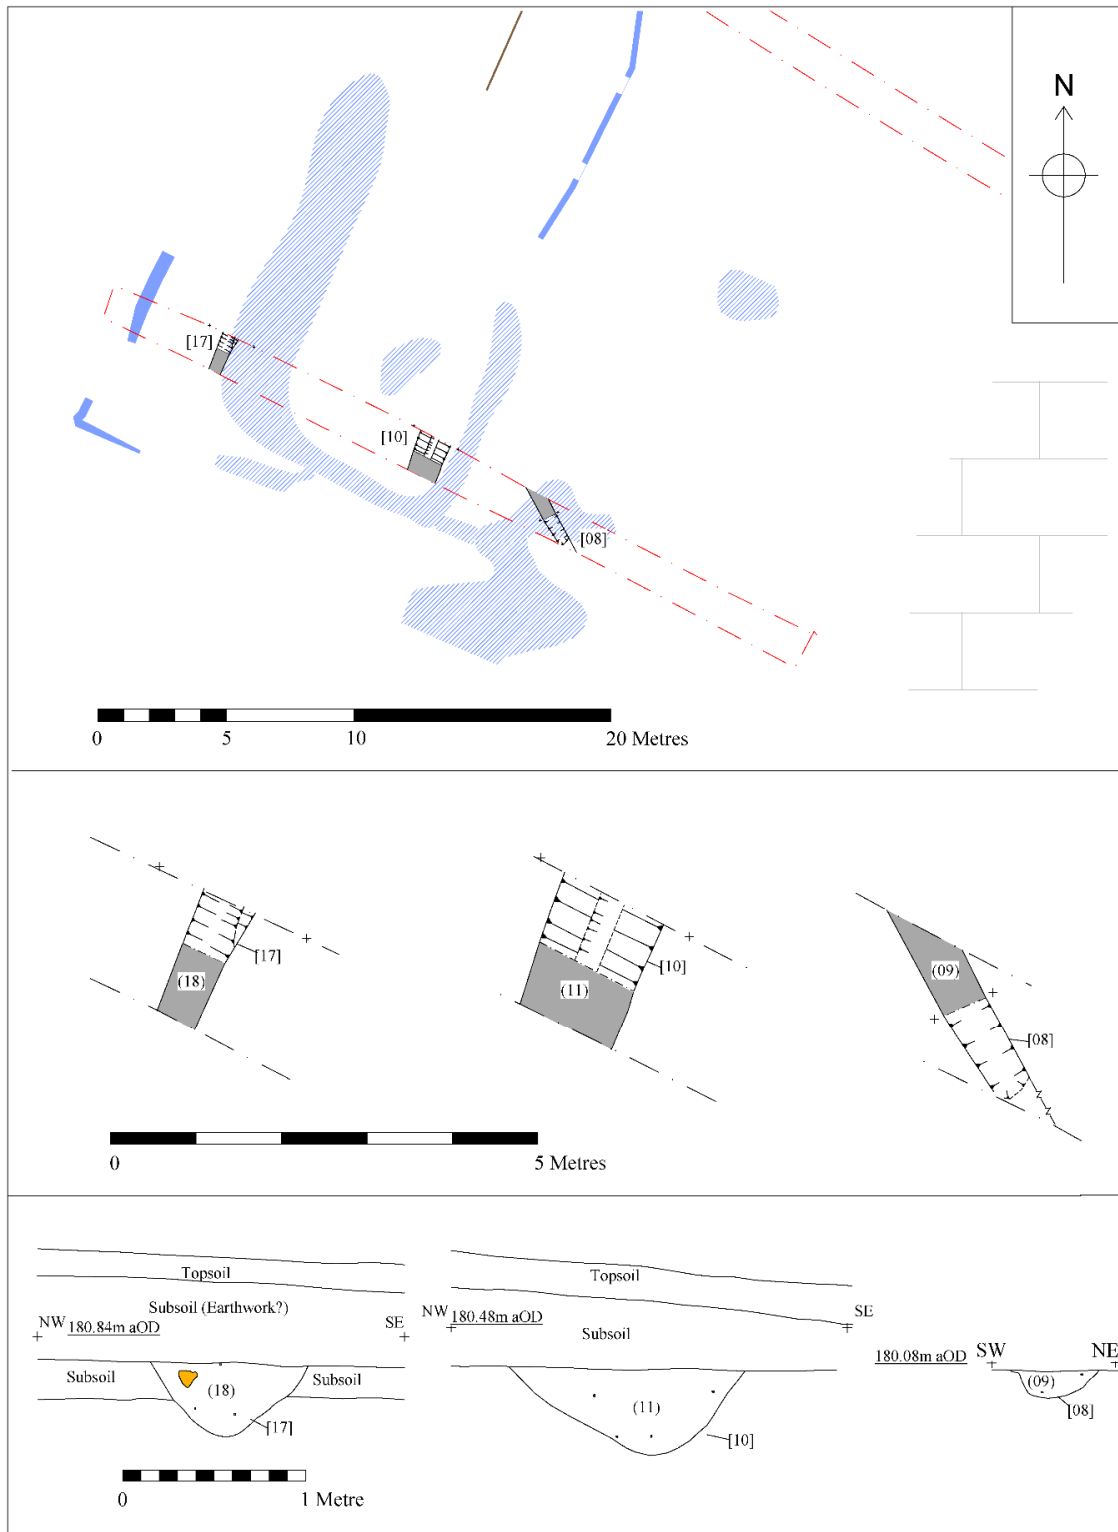 N
[17]
[10]
[08]
0 5 10 20 Metres
[17]
(18)
[10]
(11)
(09)
[08]
0 5 Metres
Topsoil
Subsoil (Earthwork?)
NW 180.84m aOD SE
Subsoil (18) Subsoil
[17]
0 1 Metre
Topsoil
NW 180.48m aOD SE
Subsoil
(11)
[10]
180.08m aOD SW NE
(09)
[08]